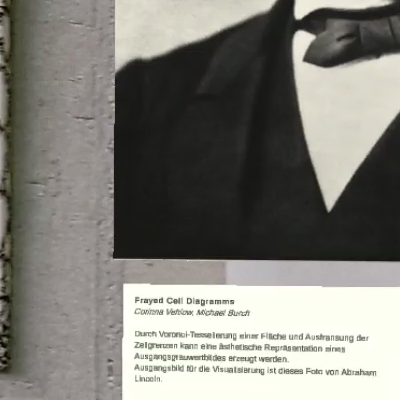 Frayed Cell Diagramms
Corinna Vehlow, Michael Burch
Durch Voronoi-Tesselierung einer Fläche und Ausfransung der
Zellgrenzen kann eine ästhetische Repräsentation eines
Ausgangsgrauwertbildes erzeugt werden.
Ausgangsbild für die Visualisierung ist dieses Foto von Abraham
Lincoln.